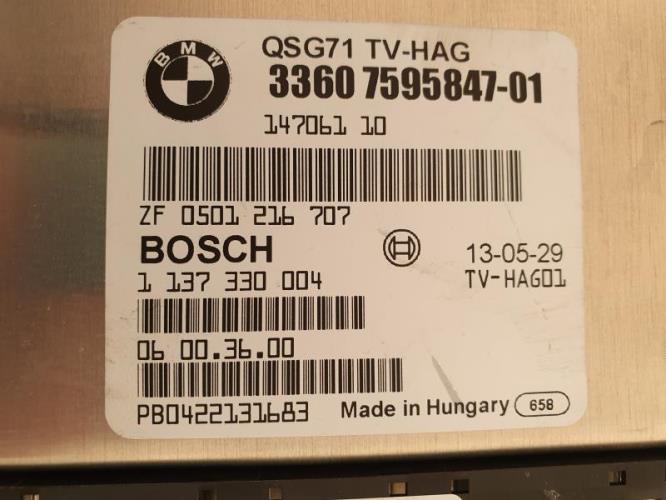 BMW
QSG71 TV-HAG
3360 7595847-01
147061 10
ZF 0501 216 707
BOSCH 13-05-29
1 137 330 004 TV-HAG01
06 00.36.00
PB0422131683 Made in Hungary 658